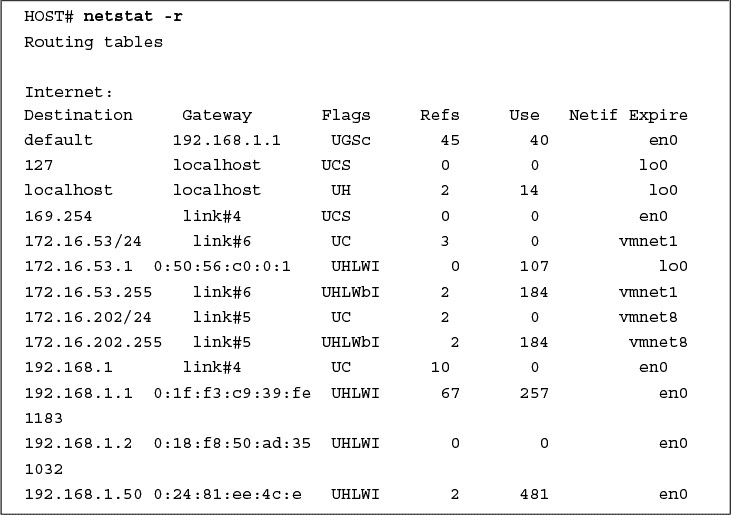 HOST# netstat -r
Routing tables
Internet:
Destination Gateway Flags Refs Use Netif Expire
default 192.168.1.1 UGSc 45 40 en0
127 localhost UCS 0 0 lo0
localhost localhost UH 2 14 lo0
169.254 link#4 UCS 0 0 en0
172.16.53/24 link#6 UC 3 0 vmnet1
172.16.53.1 0:50:56:c0:0:1 UHLWI 0 107 lo0
172.16.53.255 link#6 UHLWbI 2 184 vmnet1
172.16.202/24 link#5 UC 2 0 vmnet8
172.16.202.255 link#5 UHLWbI 2 184 vmnet8
192.168.1 link#4 UC 10 0 en0
192.168.1.1 0:1f:f3:c9:39:fe UHLWI 67 257 en0
1183
192.168.1.2 0:18:f8:50:ad:35 UHLWI 0 0 en0
1032
192.168.1.50 0:24:81:ee:4c:e UHLWI 2 481 en0